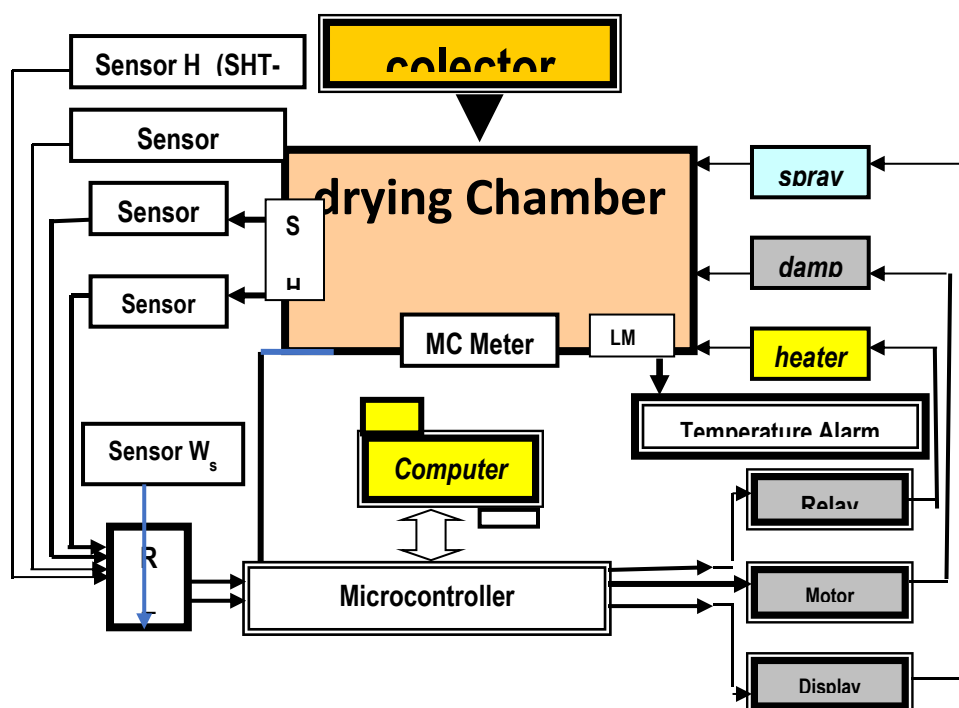 Sensor H (SHT-
colector
Sensor
drying Chamber
spray
Sensor
S
H
damp
Sensor
MC Meter
LM
heater
Temperature Alarm
Sensor Ws
Computer
Relay
R
Microcontroller
Motor
Display